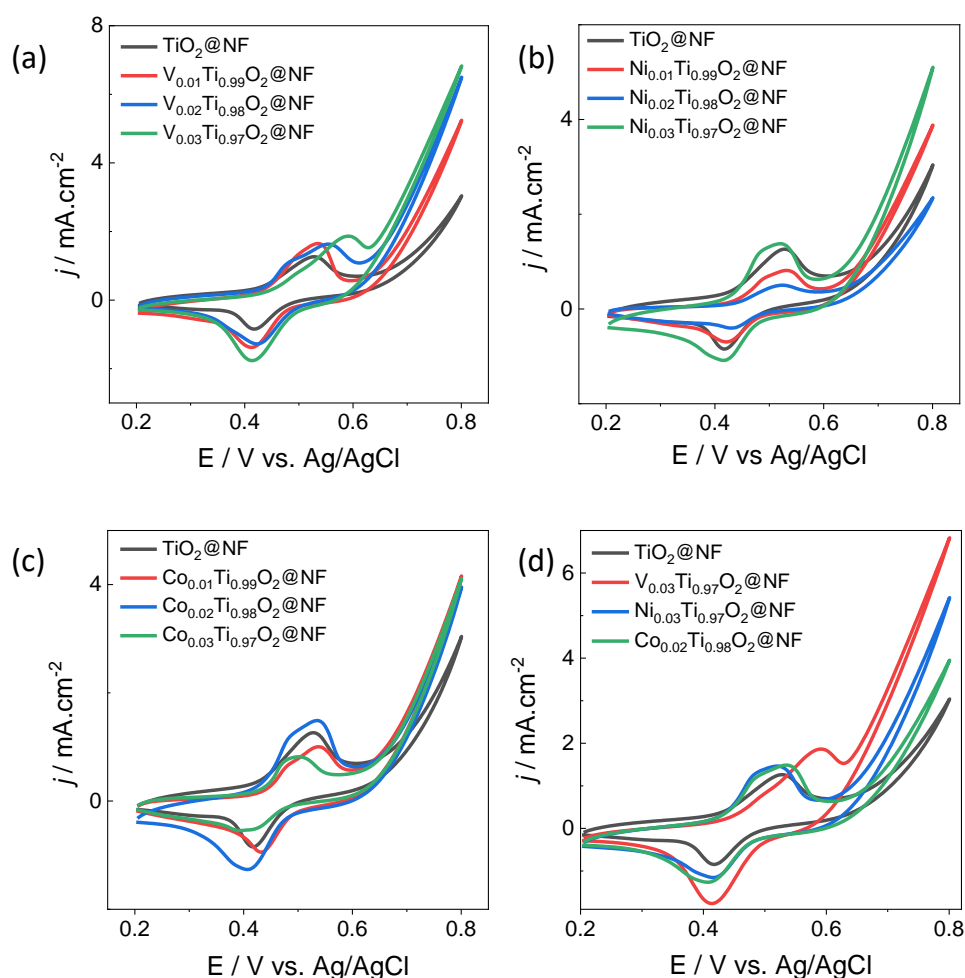 (a)
TiO2@NF
V0.01Ti0.99O2@NF
V0.02Ti0.98O2@NF
V0.03Ti0.97O2@NF
8
4
0
j / mA.cm-2
0.2 0.4 0.6 0.8
E / V vs. Ag/AgCl
(b)
TiO2@NF
Ni0.01Ti0.99O2@NF
Ni0.02Ti0.98O2@NF
Ni0.03Ti0.97O2@NF
4
0
j / mA.cm-2
0.2 0.4 0.6 0.8
E / V vs Ag/AgCl
(c)
TiO2@NF
Co0.01Ti0.99O2@NF
Co0.02Ti0.98O2@NF
Co0.03Ti0.97O2@NF
4
0
j / mA.cm-2
0.2 0.4 0.6 0.8
E / V vs. Ag/AgCl
(d)
TiO2@NF
V0.03Ti0.97O2@NF
Ni0.03Ti0.97O2@NF
Co0.02Ti0.98O2@NF
6
4
2
0
j / mA.cm-2
0.2 0.4 0.6 0.8
E / V vs. Ag/AgCl